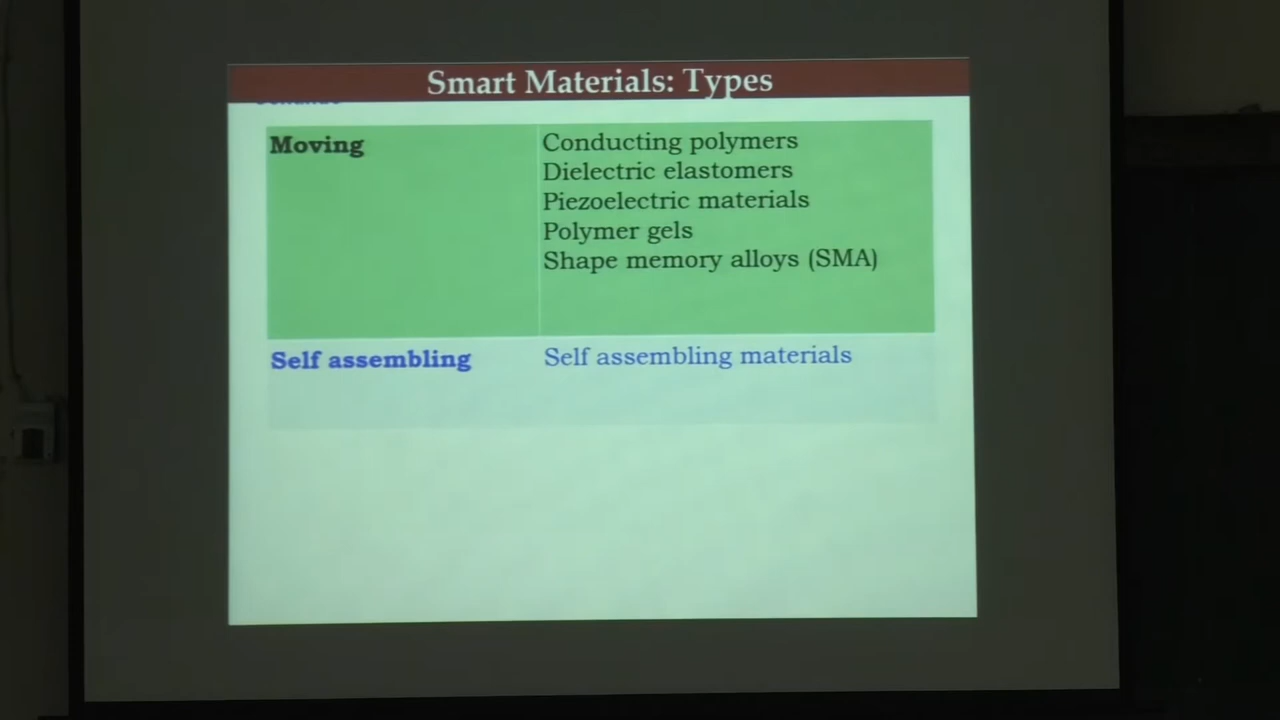 Smart Materials: Types
Moving
Conducting polymers
Dielectric elastomers
Piezoelectric materials
Polymer gels
Shape memory alloys (SMA)
Self assembling
Self assembling materials